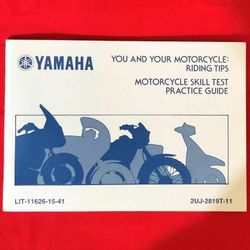 YAMAHA
YOU AND YOUR MOTORCYCLE:
RIDING TIPS
MOTORCYCLE SKILL TEST
PRACTICE GUIDE
LIT-11626-15-41
2UJ-2819T-11